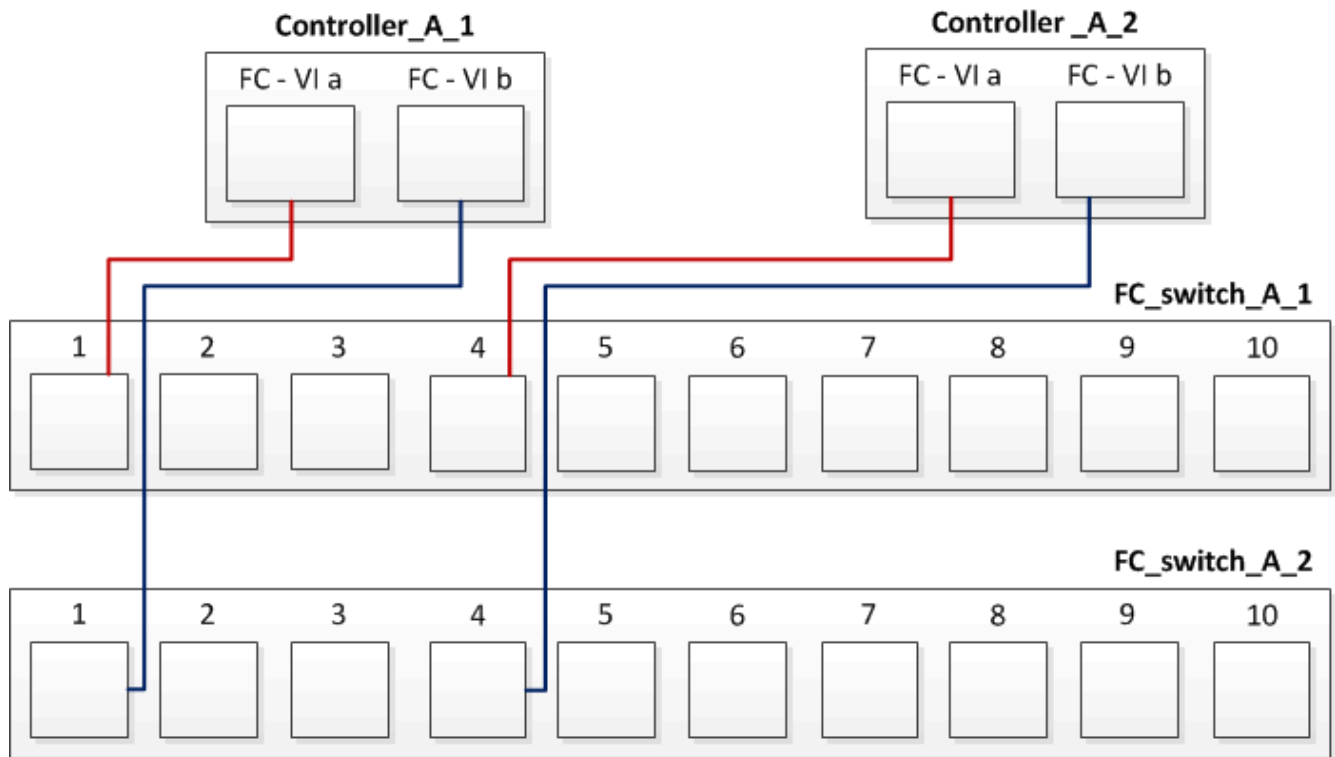 Controller_A_1
Controller _A_2
FC - VI a
FC - VI b
FC - VI a
FC - VI b
FC_switch_A_1
1 2 3 4 5 6 7 8 9 10
FC_switch_A_2
1 2 3 4 5 6 7 8 9 10